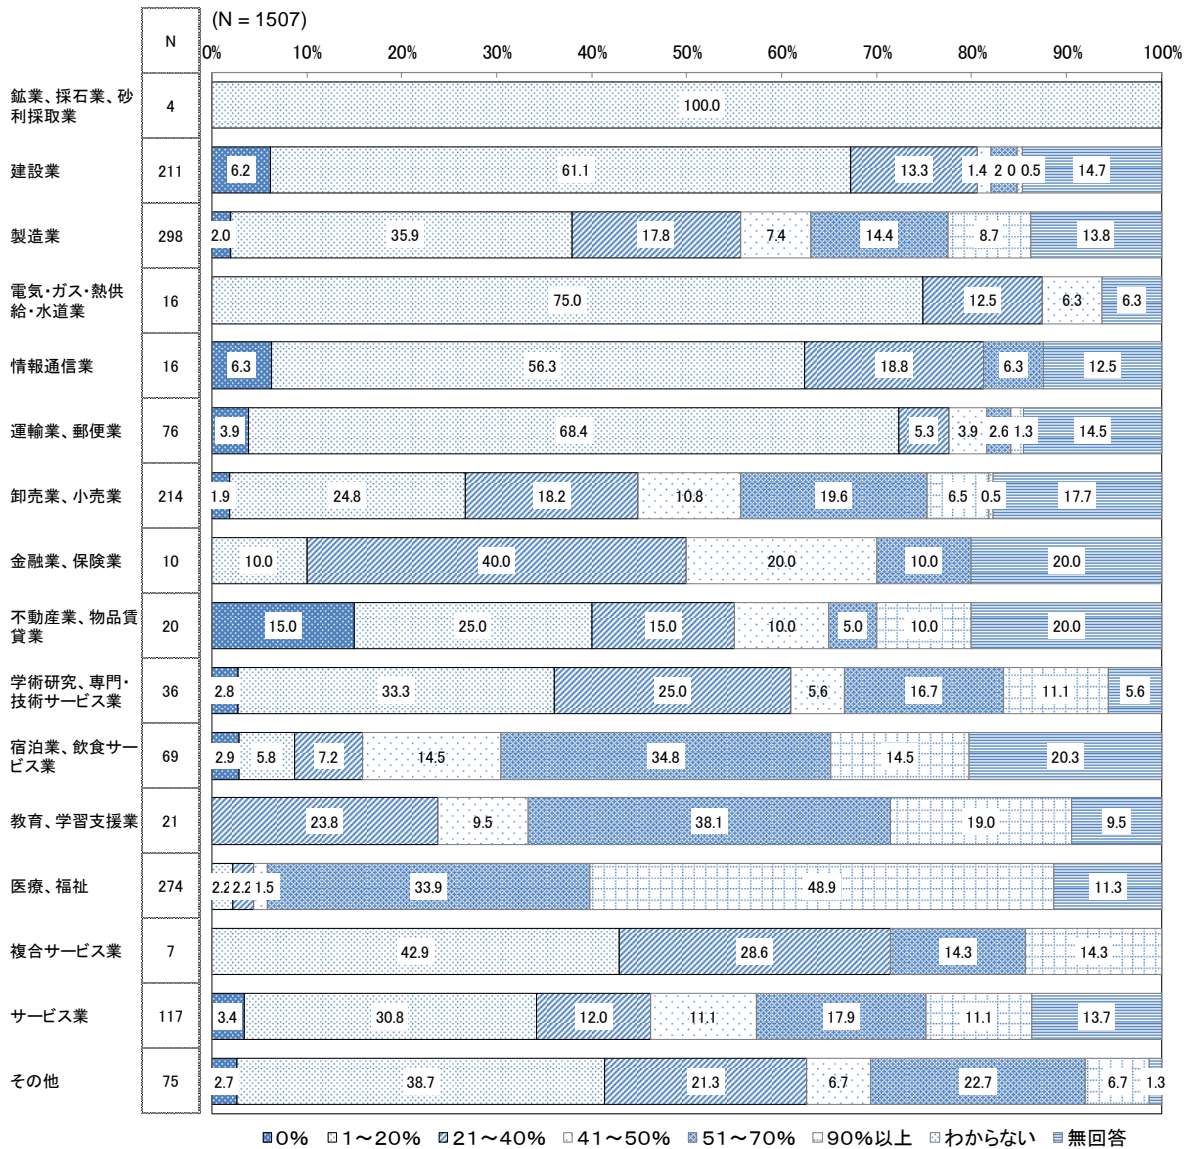 (N = 1507)
N
0% 10% 20% 30% 40% 50% 60% 70% 80% 90% 100%
鉱業、採石業、砂
利採取業
4 100.0
建設業 211 6.2 61.1 13.3 1.4 2 0 0.5 14.7
製造業 298 2.0 35.9 17.8 7.4 14.4 8.7 13.8
電気・ガス・熱供
給・水道業
16 75.0 12.5 6.3 6.3
情報通信業 16 6.3 56.3 18.8 6.3 12.5
運輸業、郵便業 76 3.9 68.4 5.3 3.9 2.6 1.3 14.5
卸売業、小売業 214 1.9 24.8 18.2 10.8 19.6 6.5 0.5 17.7
金融業、保険業 10 10.0 40.0 20.0 10.0 20.0
不動産業、物品賃
貸業
20 15.0 25.0 15.0 10.0 5.0 10.0 20.0
学術研究、専門・
技術サービス業
36 2.8 33.3 25.0 5.6 16.7 11.1 5.6
宿泊業、飲食サー
ビス業
69 2.9 5.8 7.2 14.5 34.8 14.5 20.3
教育、学習支援業 21 23.8 9.5 38.1 19.0 9.5
医療、福祉 274 2.2 2.2 1.5 33.9 48.9 11.3
複合サービス業 7 42.9 28.6 14.3 14.3
サービス業 117 3.4 30.8 12.0 11.1 17.9 11.1 13.7
その他 75 2.7 38.7 21.3 6.7 22.7 6.7 1.3
0% 1～20% 21～40% 41～50% 51～70% 90%以上 わからない 無回答